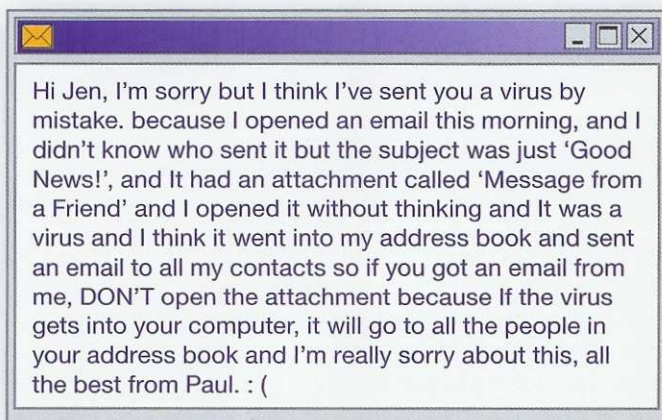 Hi Jen, I'm sorry but I think I've sent you a virus by
mistake. because I opened an email this morning, and I
didn't know who sent it but the subject was just 'Good
News!', and It had an attachment called 'Message from
a Friend' and I opened it without thinking and It was a
virus and I think it went into my address book and sent
an email to all my contacts so if you got an email from
me, DON'T open the attachment because If the virus
gets into your computer, it will go to all the people in
your address book and I'm really sorry about this, all
the best from Paul. : (